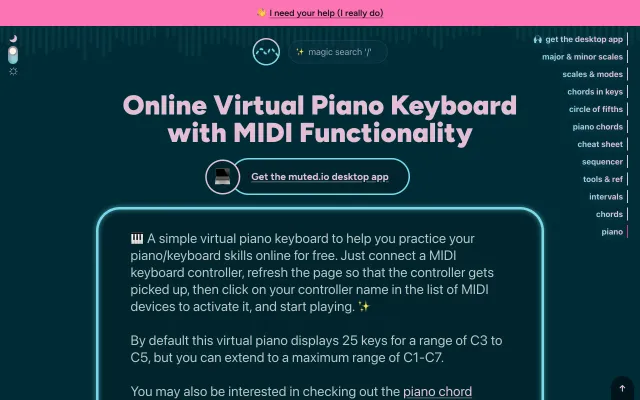 👋 I need your help (I really do)
✨ magic search '/'
🙌 get the desktop app
major & minor scales
scales & modes
chords in keys
circle of fifths
piano chords
cheat sheet
sequencer
tools & ref
intervals
chords
piano
Online Virtual Piano Keyboard
with MIDI Functionality
Get the muted.io desktop app
🎹 A simple virtual piano keyboard to help you practice your
piano/keyboard skills online for free. Just connect a MIDI
keyboard controller, refresh the page so that the controller gets
picked up, then click on your controller name in the list of MIDI
devices to activate it, and start playing. ✨
By default this virtual piano displays 25 keys for a range of C3 to
C5, but you can extend to a maximum range of C1-C7.
You may also be interested in checking out the piano chord